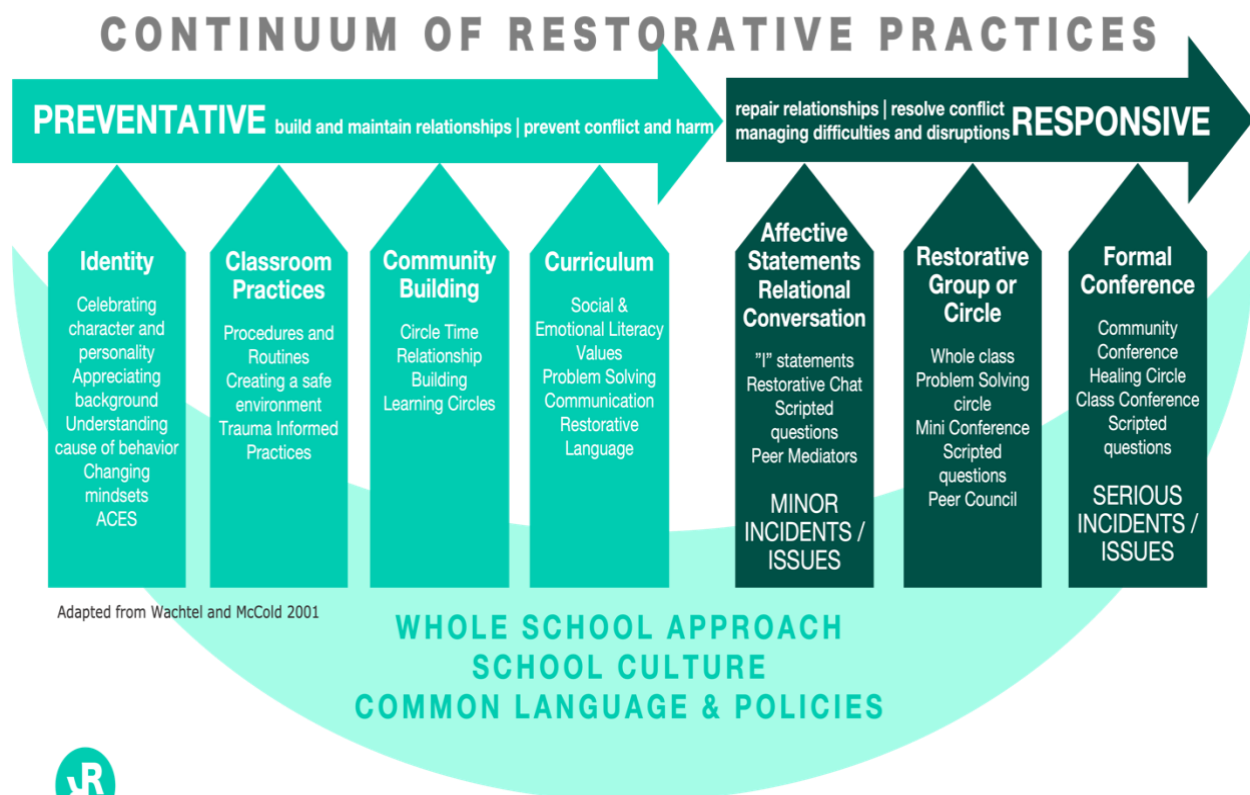 CONTINUUM OF RESTORATIVE PRACTICES
PREVENTATIVE build and maintain relationships | prevent conflict and harm
repair relationships | resolve conflict
managing difficulties and disruptions RESPONSIVE
Identity
Celebrating
character and
personality
Appreciating
background
Understanding
cause of behavior
Changing
mindsets
ACES
Classroom
Practices
Procedures and
Routines
Creating a safe
environment
Trauma Informed
Practices
Community
Building
Circle Time
Relationship
Building
Learning Circles
Curriculum
Social &
Emotional Literacy
Values
Problem Solving
Communication
Restorative
Language
Affective
Statements
Relational
Conversation
"I" statements
Restorative Chat
Scripted
questions
Peer Mediators
MINOR
INCIDENTS /
ISSUES
Restorative
Group or
Circle
Whole class
Problem Solving
circle
Mini Conference
Scripted
questions
Peer Council
Formal
Conference
Community
Conference
Healing Circle
Class Conference
Scripted
questions
SERIOUS
INCIDENTS /
ISSUES
Adapted from Wachtel and McCold 2001
WHOLE SCHOOL APPROACH
SCHOOL CULTURE
COMMON LANGUAGE & POLICIES